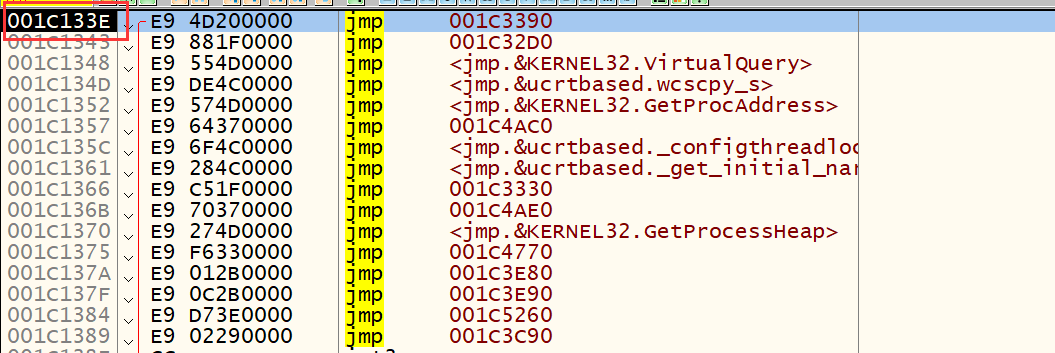 001C133E E9 4D200000 jmp 001C3390
001C1343 E9 881F0000 jmp 001C32D0
001C1348 E9 554D0000 jmp <jmp.&KERNEL32.VirtualQuery>
001C134D E9 DE4C0000 jmp <jmp.&ucrtbased.wcscpy_s>
001C1352 E9 574D0000 jmp <jmp.&KERNEL32.GetProcAddress>
001C1357 E9 64370000 jmp 001C4AC0
001C135C E9 6F4C0000 jmp <jmp.&ucrtbased._configthreadloc
001C1361 E9 284C0000 jmp <jmp.&ucrtbased._get_initial_nar
001C1366 E9 C51F0000 jmp 001C3330
001C136B E9 70370000 jmp 001C4AE0
001C1370 E9 274D0000 jmp <jmp.&KERNEL32.GetProcessHeap>
001C1375 E9 F6330000 jmp 001C4770
001C137A E9 012B0000 jmp 001C3E80
001C137F E9 0C2B0000 jmp 001C3E90
001C1384 E9 D73E0000 jmp 001C5260
001C1389 E9 02290000 jmp 001C3C90